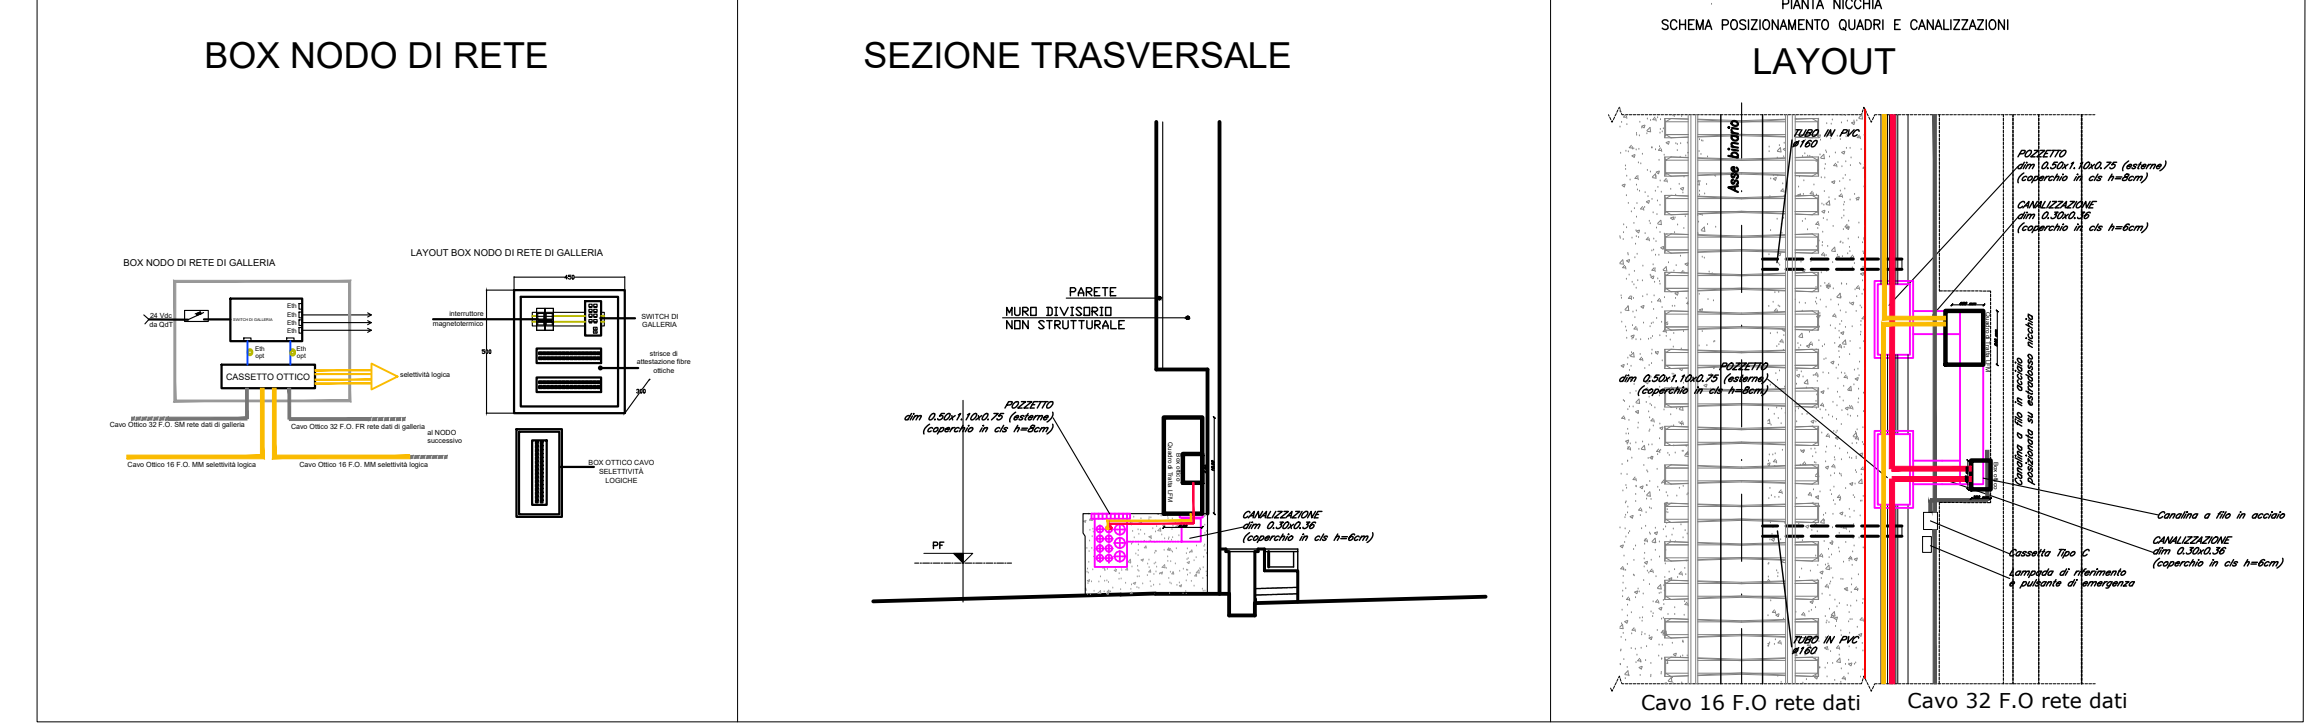 BOX NODO DI RETE
BOX NODO DI RETE DI GALLERIA
24 Vdc
da QdT
SWITCH DI GALLERIA
Eth
Eth
Eth
Eth
Eth
opt
Eth
opt
CASSETTO OTTICO
selettività logica
Cavo Ottico 32 F.O. SM rete dati di galleria
Cavo Ottico 32 F.O. FR rete dati di galleria
al NODO
successivo
Cavo Ottico 16 F.O. MM selettività logica
Cavo Ottico 16 F.O. MM selettività logica
LAYOUT BOX NODO DI RETE DI GALLERIA
450
500
300
interruttore
magnetotermico
SWITCH DI
GALLERIA
strisce di
attestazione fibre
ottiche
BOX OTTICO CAVO
SELETTIVITÀ
LOGICHE
SEZIONE TRASVERSALE
PARETE
MURO DIVISORIO
NON STRUTTURALE
POZZETTO
dim 0.50x1.10x0.75 (esterne)
(coperchio in cls h=8cm)
Quadro di Tratta LFM
Box ottico
CANALIZZAZIONE
dim 0.30x0.36
(coperchio in cls h=6cm)
PF
PIANTA NICCHIA
SCHEMA POSIZIONAMENTO QUADRI E CANALIZZAZIONI
LAYOUT
Asse binario
TUBO IN PVC
ø160
POZZETTO
dim 0.50x1.10x0.75 (esterne)
(coperchio in cls h=8cm)
CANALIZZAZIONE
dim 0.30x0.36
(coperchio in cls h=6cm)
POZZETTO
dim 0.50x1.10x0.75 (esterne)
(coperchio in cls h=8cm)
Canalina a filo in acciaio
posizionata su estradosso nicchia
Canalina a filo in acciaio
Cassetta Tipo C
CANALIZZAZIONE
dim 0.30x0.36
(coperchio in cls h=6cm)
Lampada di riferimento
e pulsante di emergenza
TUBO IN PVC
ø160
Cavo 16 F.O rete dati
Cavo 32 F.O rete dati